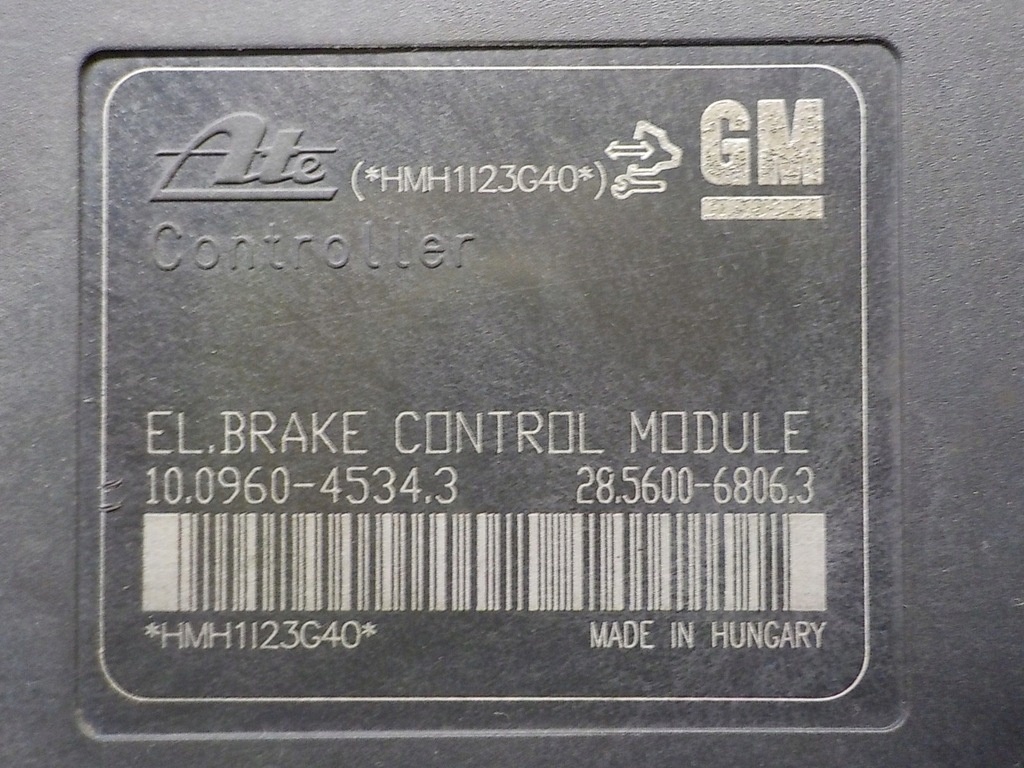 Ate (*HMH1I23G40*) GM
Controller
EL.BRAKE CONTROL MODULE
10.0960-4534.3 28.5600-6806.3
*HMH1I23G40* MADE IN HUNGARY